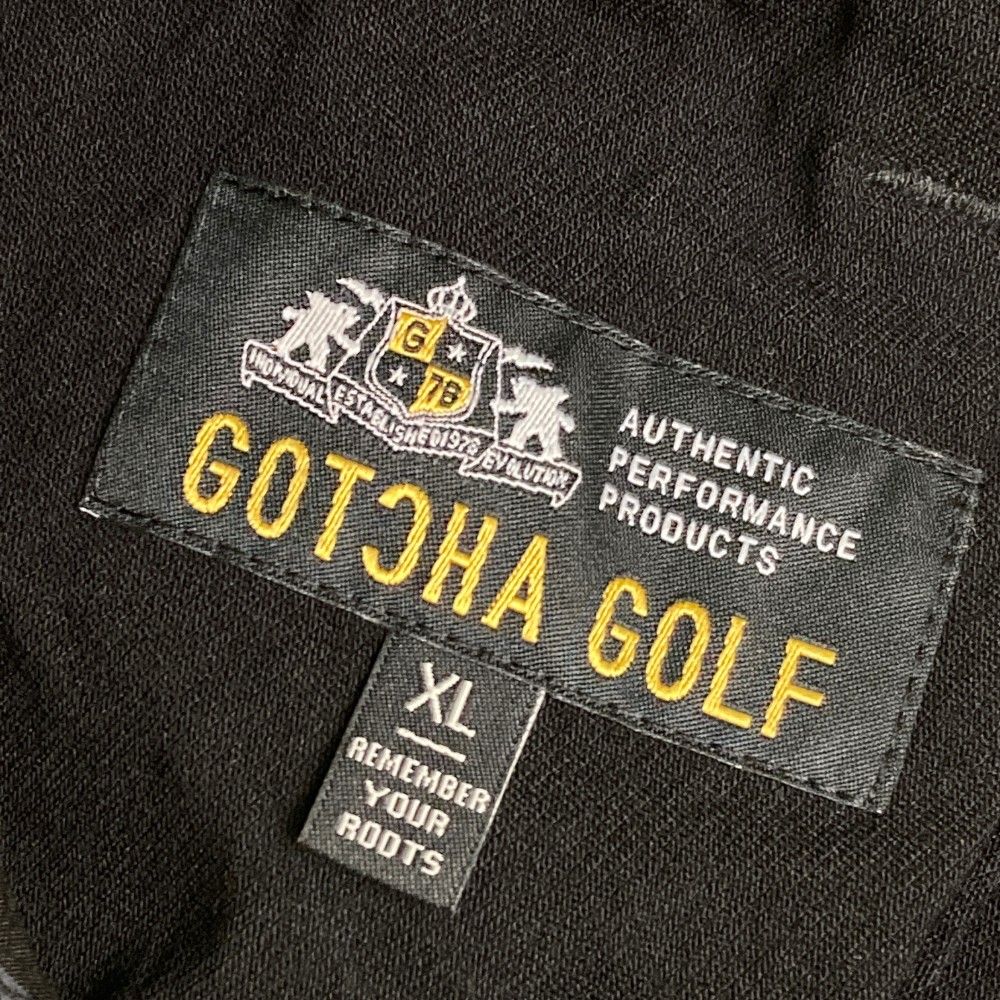 G
78
INDIVIDUAL ESTABLISHED 1978 EVOLUTION
AUTHENTIC
PERFORMANCE
PRODUCTS
GOTCHA GOLF
XL
REMEMBER
YOUR
ROOTS